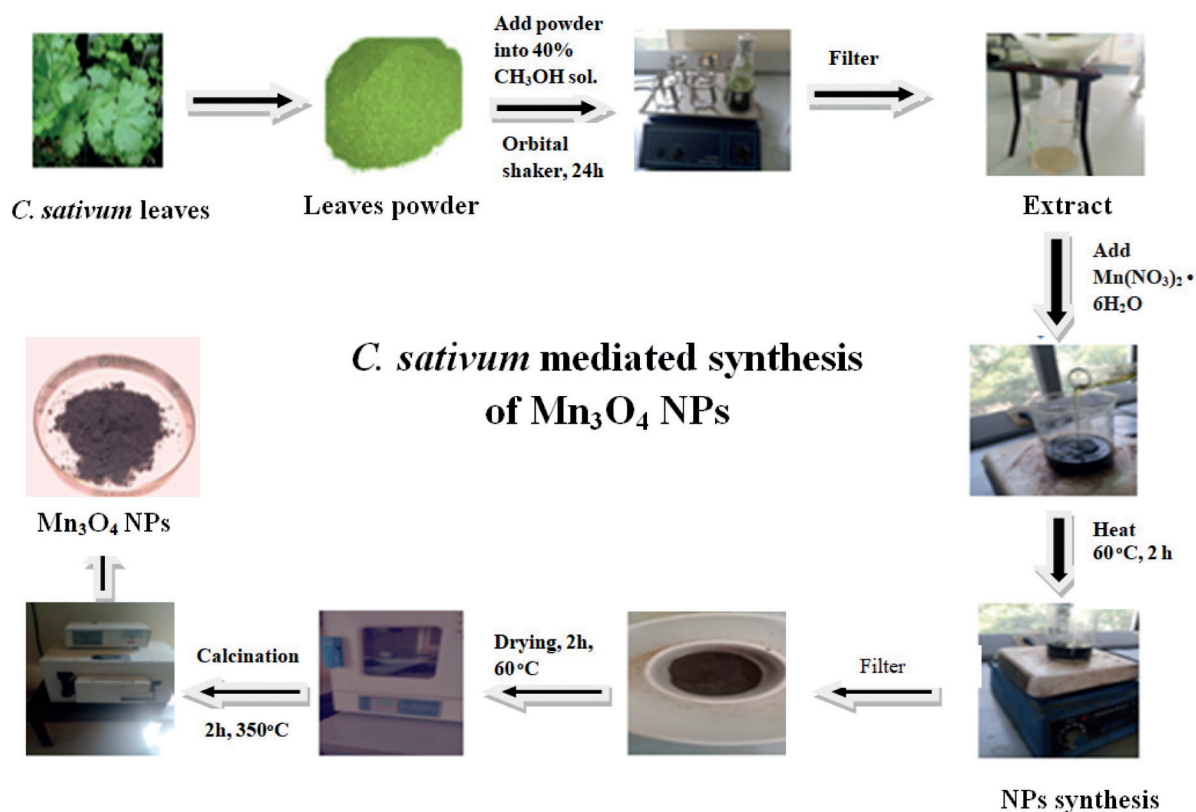 Add powder
into 40%
CH₃OH sol.
Orbital
shaker, 24h
Filter
C. sativum leaves
Leaves powder
Extract
Add
Mn(NO₃)₂ •
6H₂O
C. sativum mediated synthesis
of Mn₃O₄ NPs
Mn₃O₄ NPs
Heat
60°C, 2 h
Calcination
2h, 350°C
Drying, 2h,
60°C
Filter
NPs synthesis